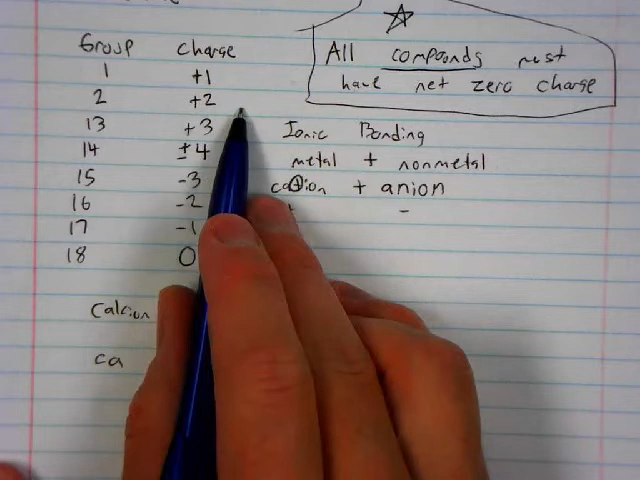 Group Charge
1 +1
2 +2
13 +3
14 ±4
15 -3
16 -2
17 -1
18 0
All compounds must
have net zero charge
Ionic Bonding
metal + nonmetal
cation + anion
+ -
Calcium
ca